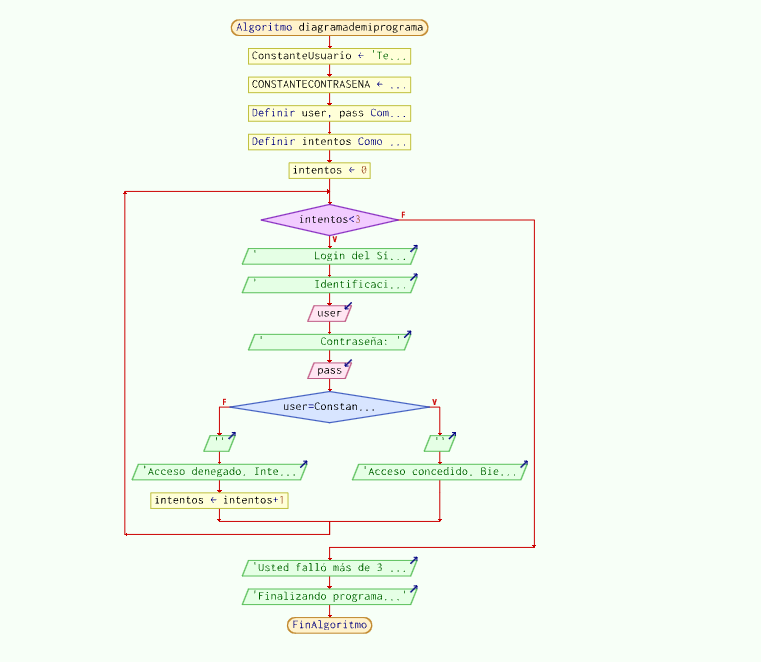 Algoritmo diagramademiprograma
ConstanteUsuario ← 'Te...
CONSTANTECONTRASENA ← ...
Definir user, pass Com...
Definir intentos Como ...
intentos ← 0
intentos<3
F
V
' Login del Si...
' Identificaci...
user
' Contraseña: '
pass
user=Constan...
F V
'' ''
'Acceso denegado. Inte... 'Acceso concedido. Bie...
intentos ← intentos+1
'Usted falló más de 3 ...'
'Finalizando programa...'
FinAlgoritmo